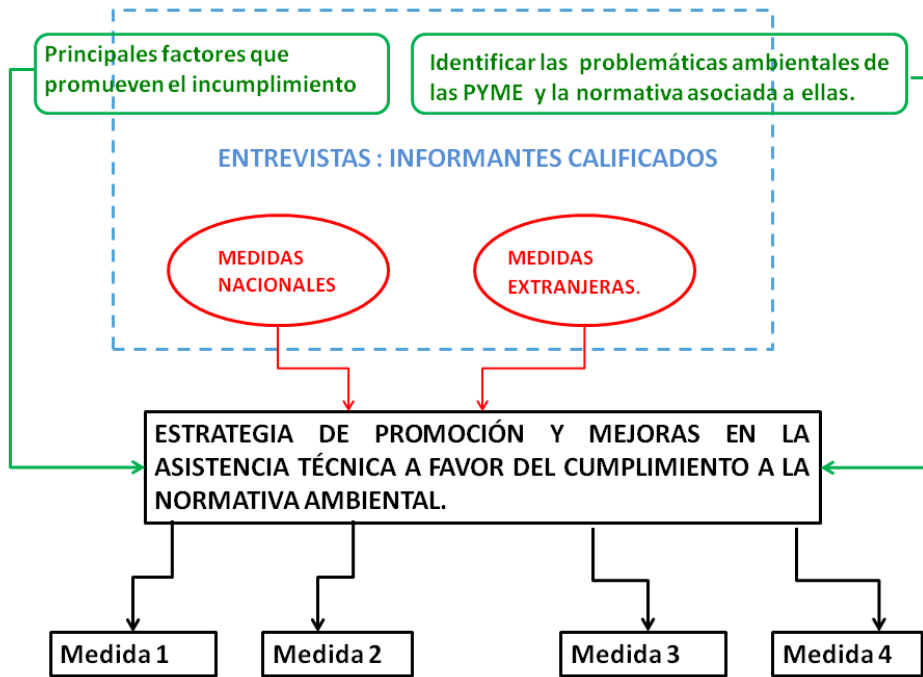 Principales factores que
promueven el incumplimiento
Identificar las problemáticas ambientales de
las PYME y la normativa asociada a ellas.
ENTREVISTAS : INFORMANTES CALIFICADOS
MEDIDAS
NACIONALES
MEDIDAS
EXTRANJERAS.
ESTRATEGIA DE PROMOCIÓN Y MEJORAS EN LA
ASISTENCIA TÉCNICA A FAVOR DEL CUMPLIMIENTO A LA
NORMATIVA AMBIENTAL.
Medida 1
Medida 2
Medida 3
Medida 4